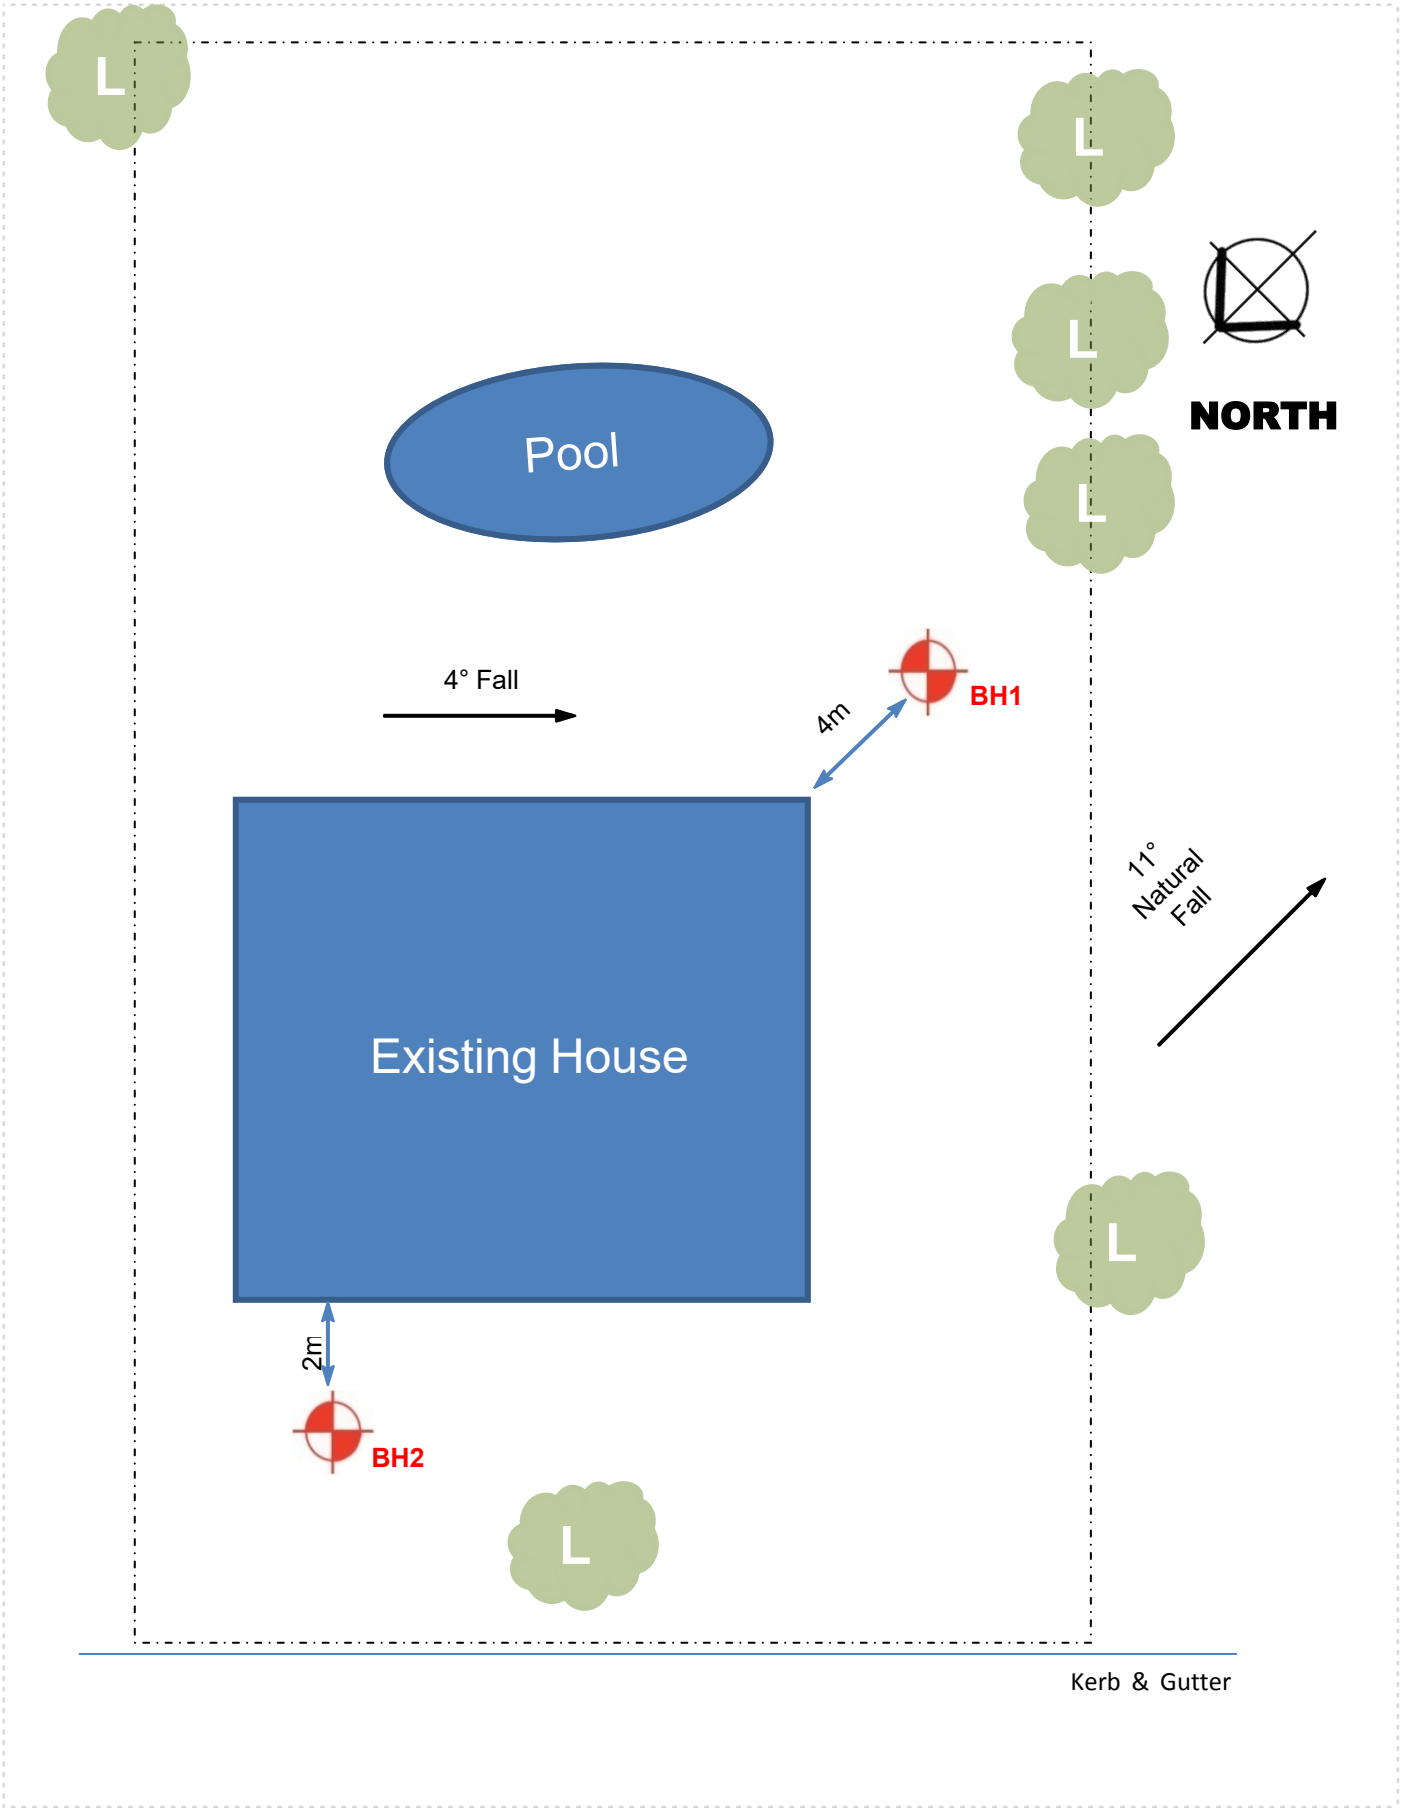 L
L
L
NORTH
Pool
L
4° Fall
BH1
4m
11°
Natural
Fall
Existing House
L
2m
BH2
L
Kerb & Gutter